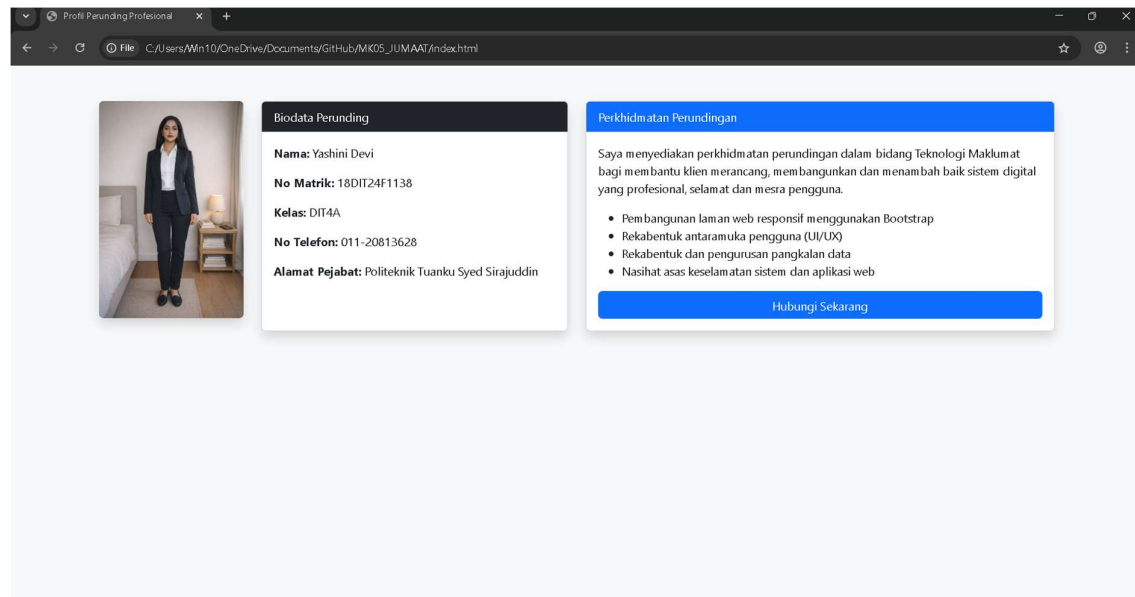 Profil Perunding Profesional
File C:/Users/Win10/OneDrive/Documents/GitHub/MK05_JUMAAT/index.html
Biodata Perunding
Nama: Yashini Devi
No Matrik: 18DIT24F1138
Kelas: DIT4A
No Telefon: 011-20813628
Alamat Pejabat: Politeknik Tuanku Syed Sirajuddin
Perkhidmatan Perundingan
Saya menyediakan perkhidmatan perundingan dalam bidang Teknologi Maklumat
bagi membantu klien merancang, membangunkan dan menambah baik sistem digital
yang profesional, selamat dan mesra pengguna.
• Pembangunan laman web responsif menggunakan Bootstrap
• Rekabentuk antaramuka pengguna (UI/UX)
• Rekabentuk dan pengurusan pangkalan data
• Nasihat asas keselamatan sistem dan aplikasi web
Hubungi Sekarang